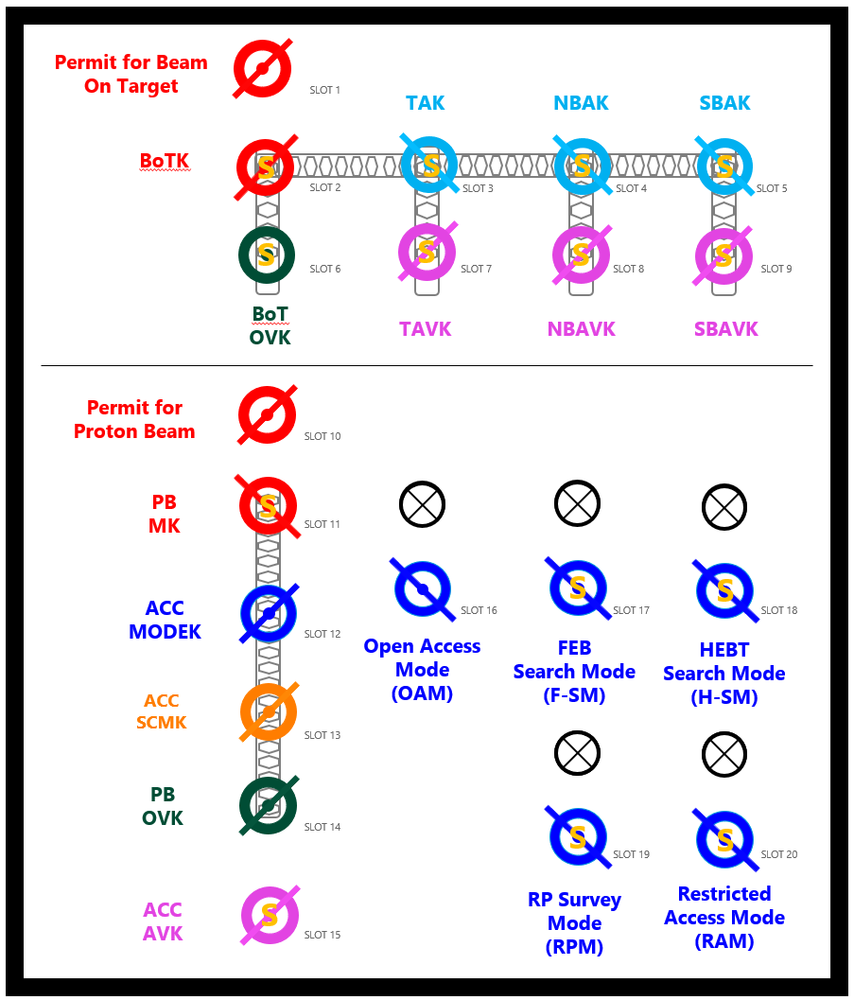 Permit for Beam
On Target
SLOT 1
TAK
NBAK
SBAK
BoTK
S
S
S
S
SLOT 2
SLOT 3
SLOT 4
SLOT 5
S
S
S
S
SLOT 6
SLOT 7
SLOT 8
SLOT 9
BoT
OVK
TAVK
NBAVK
SBAVK
Permit for
Proton Beam
SLOT 10
PB
MK
S
SLOT 11
ACC
MODEK
SLOT 12
SLOT 16
S
SLOT 17
S
SLOT 18
Open Access
Mode
(OAM)
FEB
Search Mode
(F-SM)
HEBT
Search Mode
(H-SM)
ACC
SCMK
SLOT 13
PB
OVK
SLOT 14
S
SLOT 19
S
SLOT 20
RP Survey
Mode
(RPM)
Restricted
Access Mode
(RAM)
ACC
AVK
S
SLOT 15